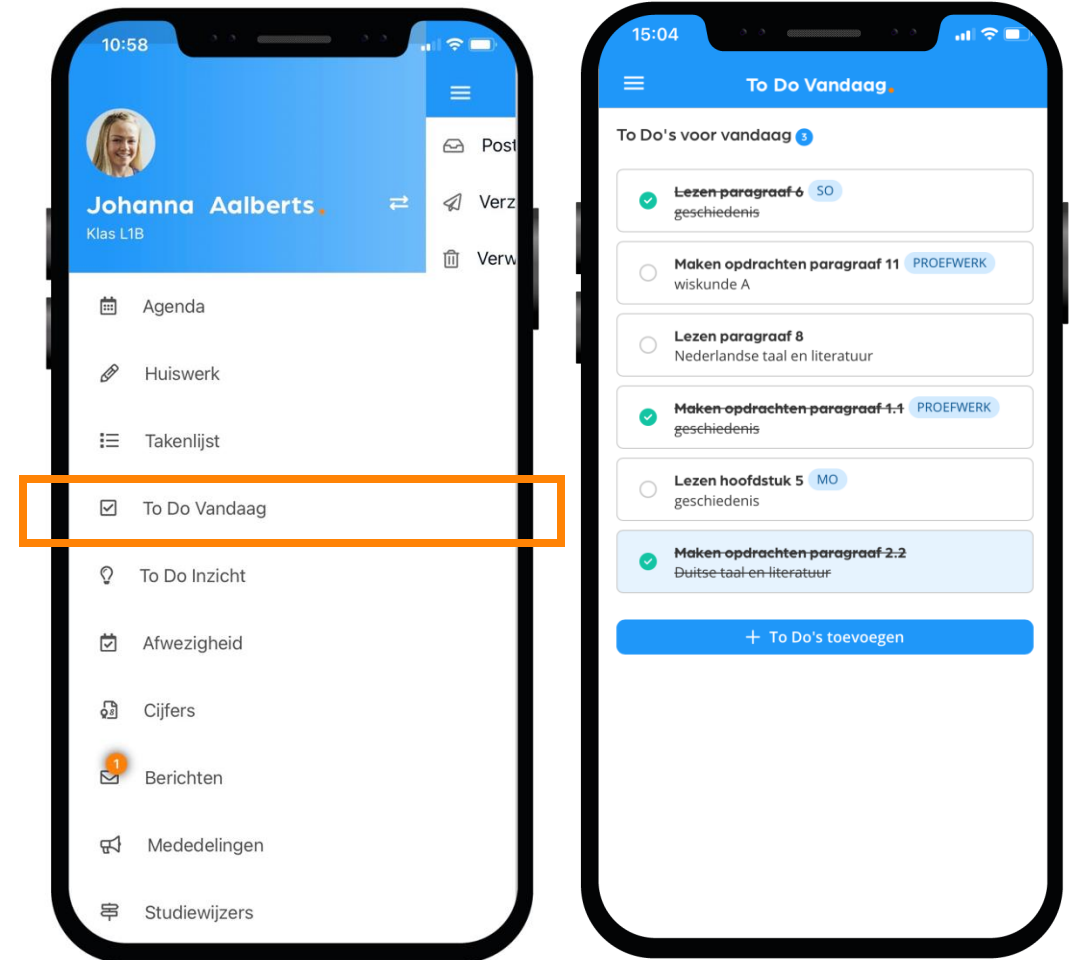 10:58
Johanna Aalberts.
Klas L1B
Post
Verz
Verw
Agenda
Huiswerk
Takenlijst
To Do Vandaag
To Do Inzicht
Afwezigheid
Cijfers
1
Berichten
Mededelingen
Studiewijzers
15:04
To Do Vandaag.
To Do's voor vandaag 3
Lezen paragraaf 6 SO
geschiedenis
Maken opdrachten paragraaf 11 PROEFWERK
wiskunde A
Lezen paragraaf 8
Nederlandse taal en literatuur
Maken opdrachten paragraaf 1.1 PROEFWERK
geschiedenis
Lezen hoofdstuk 5 MO
geschiedenis
Maken opdrachten paragraaf 2.2
Duitse taal en literatuur
+ To Do's toevoegen